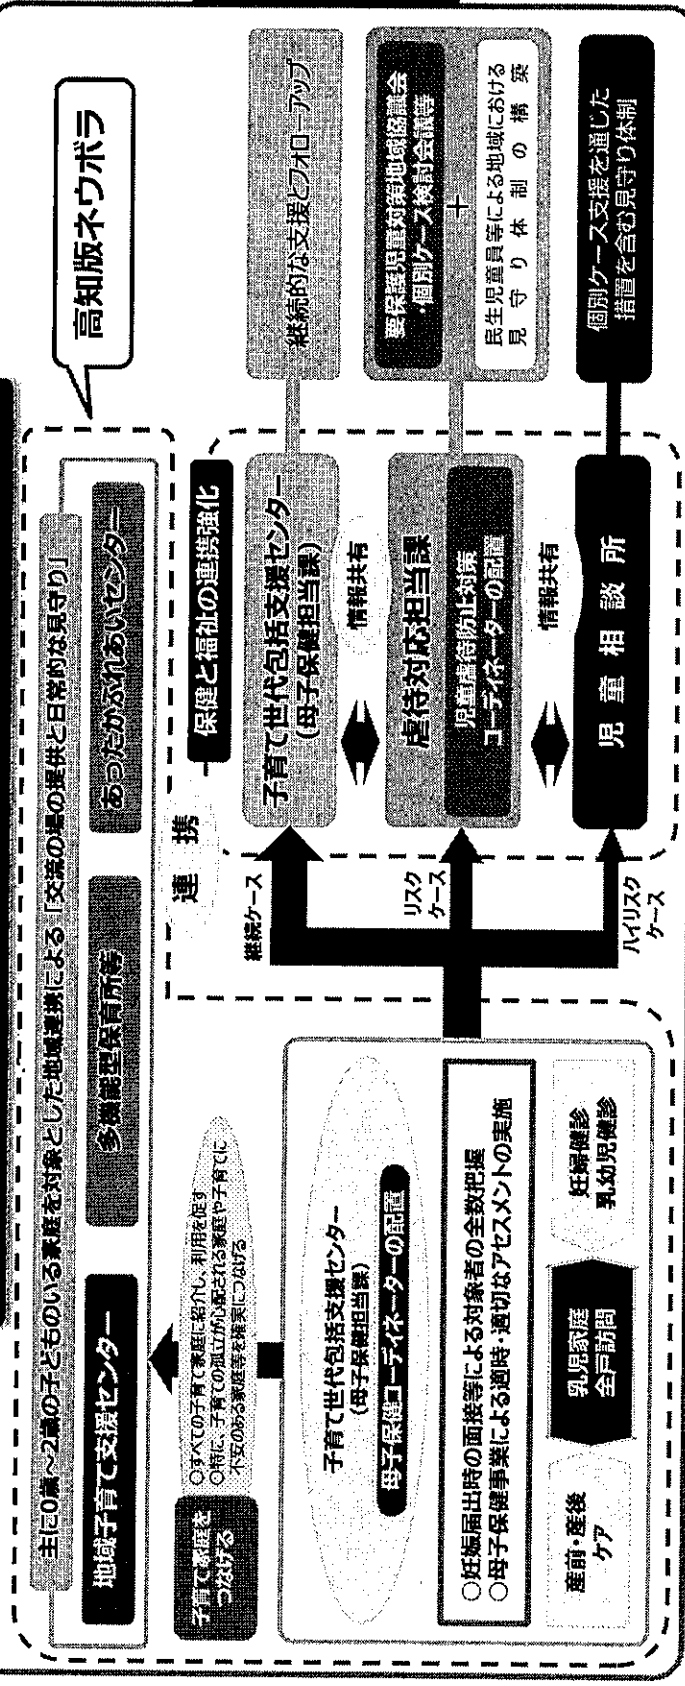 高知版ネウボラ
主に0歳～2歳の子どものいる家庭を対象とした地域連携による「交流の場の提供と日常的な見守り」
地域子育て支援センター
多機能型保育所等
あったかふれあいセンター
子育て家庭を
つなげる
○すべての子育て家庭に紹介し、利用を促す
○特に、子育ての孤立が心配される家庭や子育てに
不安のある家庭等を確実につなげる
連携
子育て世代包括支援センター
(母子保健担当課)
母子保健コーディネーターの配置
○妊娠届出時の面接等による対象者の全数把握
○母子保健事業による適時・適切なアセスメントの実施
産前・産後
ケア
乳児家庭
全戸訪問
妊婦健診
乳幼児健診
継続ケース
リスク
ケース
ハイリスク
ケース
保健と福祉の連携強化
子育て世代包括支援センター
(母子保健担当課)
情報共有
虐待対応担当課
児童虐待防止対策
コーディネーターの配置
情報共有
児童相談所
継続的な支援とフォローアップ
要保護児童対策地域協議会
・個別ケース検討会議等
＋
民生児童員等による地域における
見守り体制の構築
個別ケース支援を通じた
措置を含む見守り体制